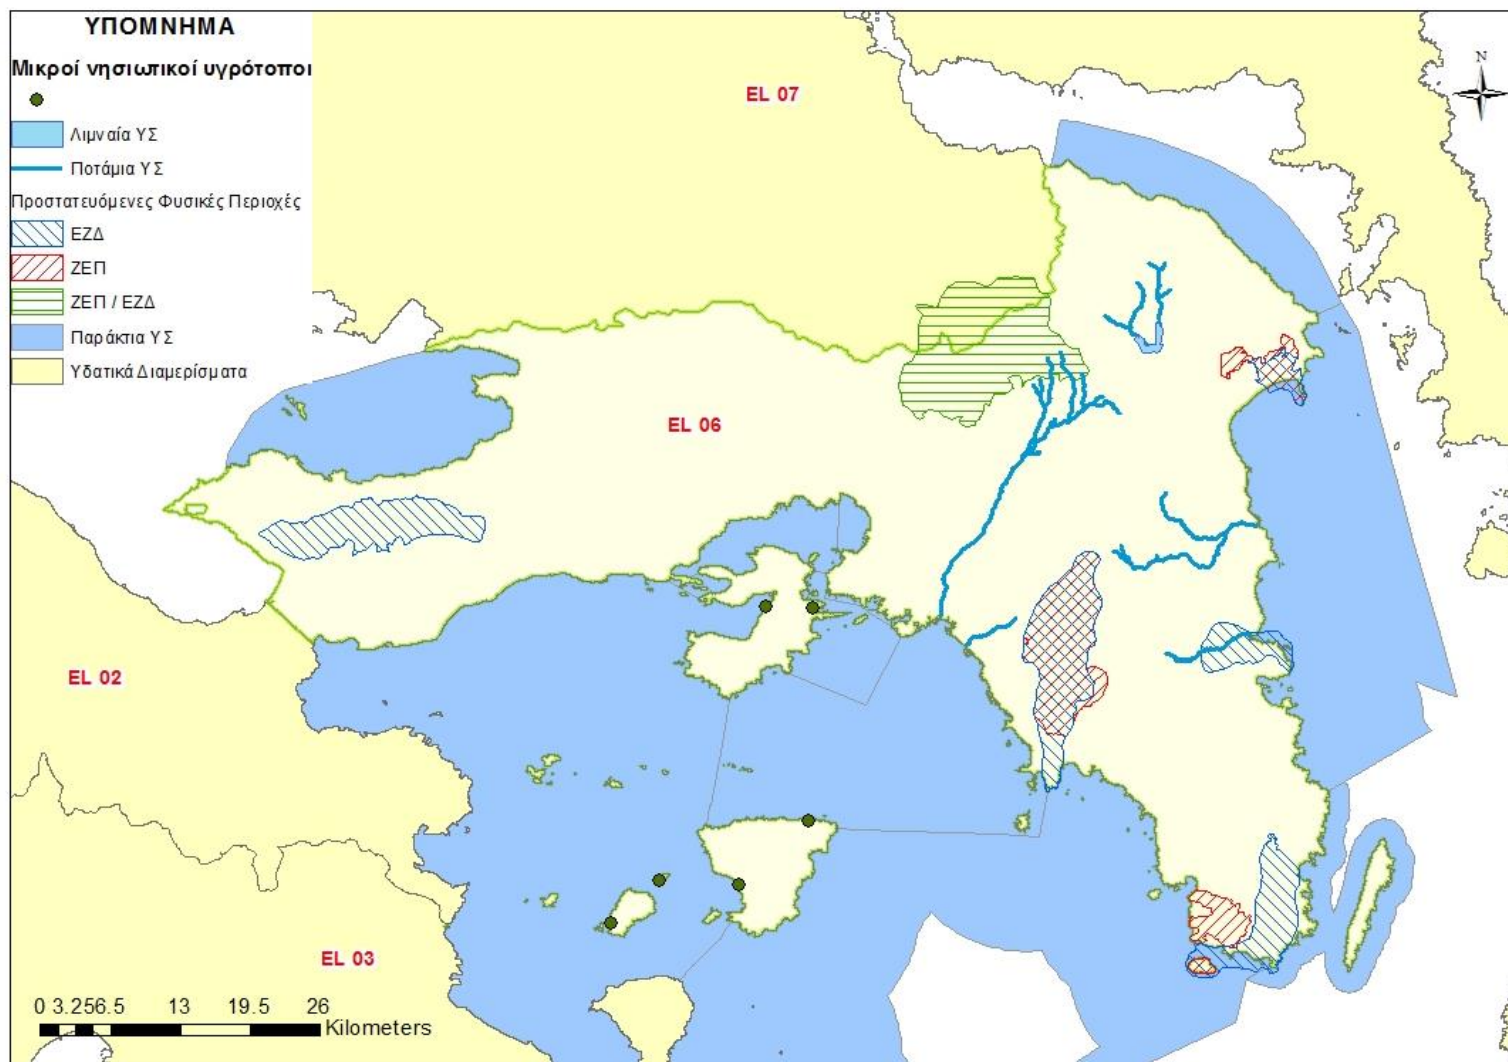 ΥΠΟΜΝΗΜΑ
Μικροί νησιωτικοί υγρότοποι
Λιμναία ΥΣ
Ποτάμια ΥΣ
Προστατευόμενες Φυσικές Περιοχές
ΕΖΔ
ΖΕΠ
ΖΕΠ / ΕΖΔ
Παράκτια ΥΣ
Υδατικά Διαμερίσματα
N
EL 07
EL 06
EL 02
EL 03
0 3.256.5 13 19.5 26
Kilometers